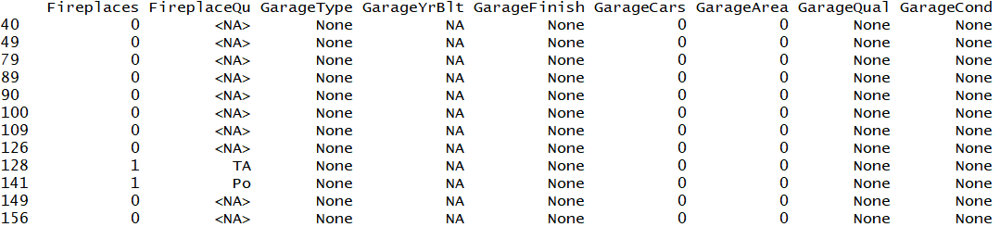 Fireplaces FireplaceQu GarageType GarageYrBlt GarageFinish GarageCars GarageArea GarageQual GarageCond
40 0 <NA> None NA None 0 0 None None
49 0 <NA> None NA None 0 0 None None
79 0 <NA> None NA None 0 0 None None
89 0 <NA> None NA None 0 0 None None
90 0 <NA> None NA None 0 0 None None
100 0 <NA> None NA None 0 0 None None
109 0 <NA> None NA None 0 0 None None
126 0 <NA> None NA None 0 0 None None
128 1 TA None NA None 0 0 None None
141 1 Po None NA None 0 0 None None
149 0 <NA> None NA None 0 0 None None
156 0 <NA> None NA None 0 0 None None